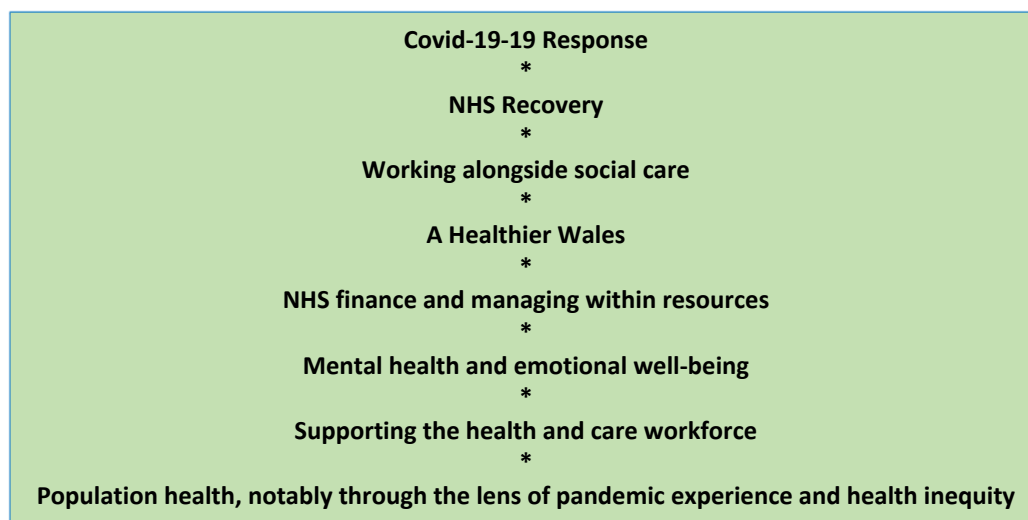 Covid-19-19 Response
*
NHS Recovery
*
Working alongside social care
*
A Healthier Wales
*
NHS finance and managing within resources
*
Mental health and emotional well-being
*
Supporting the health and care workforce
*
Population health, notably through the lens of pandemic experience and health inequity